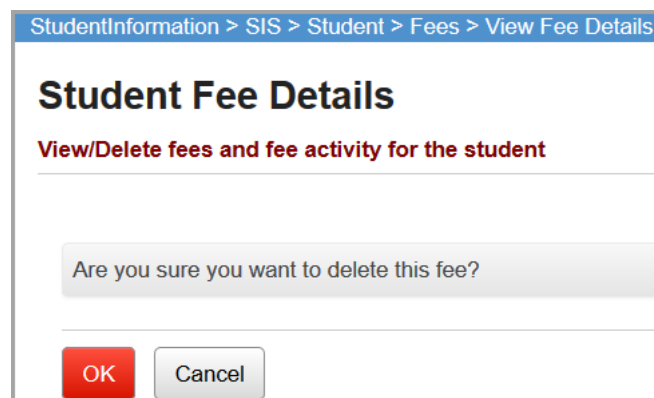 StudentInformation > SIS > Student > Fees > View Fee Details
Student Fee Details
View/Delete fees and fee activity for the student
Are you sure you want to delete this fee?
OK Cancel